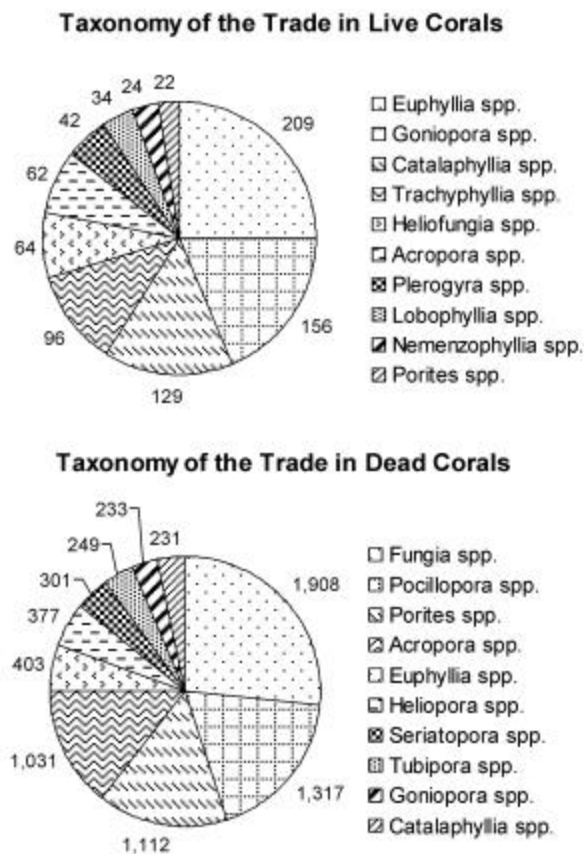 Taxonomy of the Trade in Live Corals
22
24
34
42
62
64
96
129
156
209
Euphyllia spp.
Goniopora spp.
Catalaphyllia spp.
Trachyphyllia spp.
Heliofungia spp.
Acropora spp.
Plerogyra spp.
Lobophyllia spp.
Nemenzophyllia spp.
Porites spp.
Taxonomy of the Trade in Dead Corals
233
231
249
301
377
403
1,031
1,112
1,317
1,908
Fungia spp.
Pocillopora spp.
Porites spp.
Acropora spp.
Euphyllia spp.
Heliopora spp.
Seriatopora spp.
Tubipora spp.
Goniopora spp.
Catalaphyllia spp.